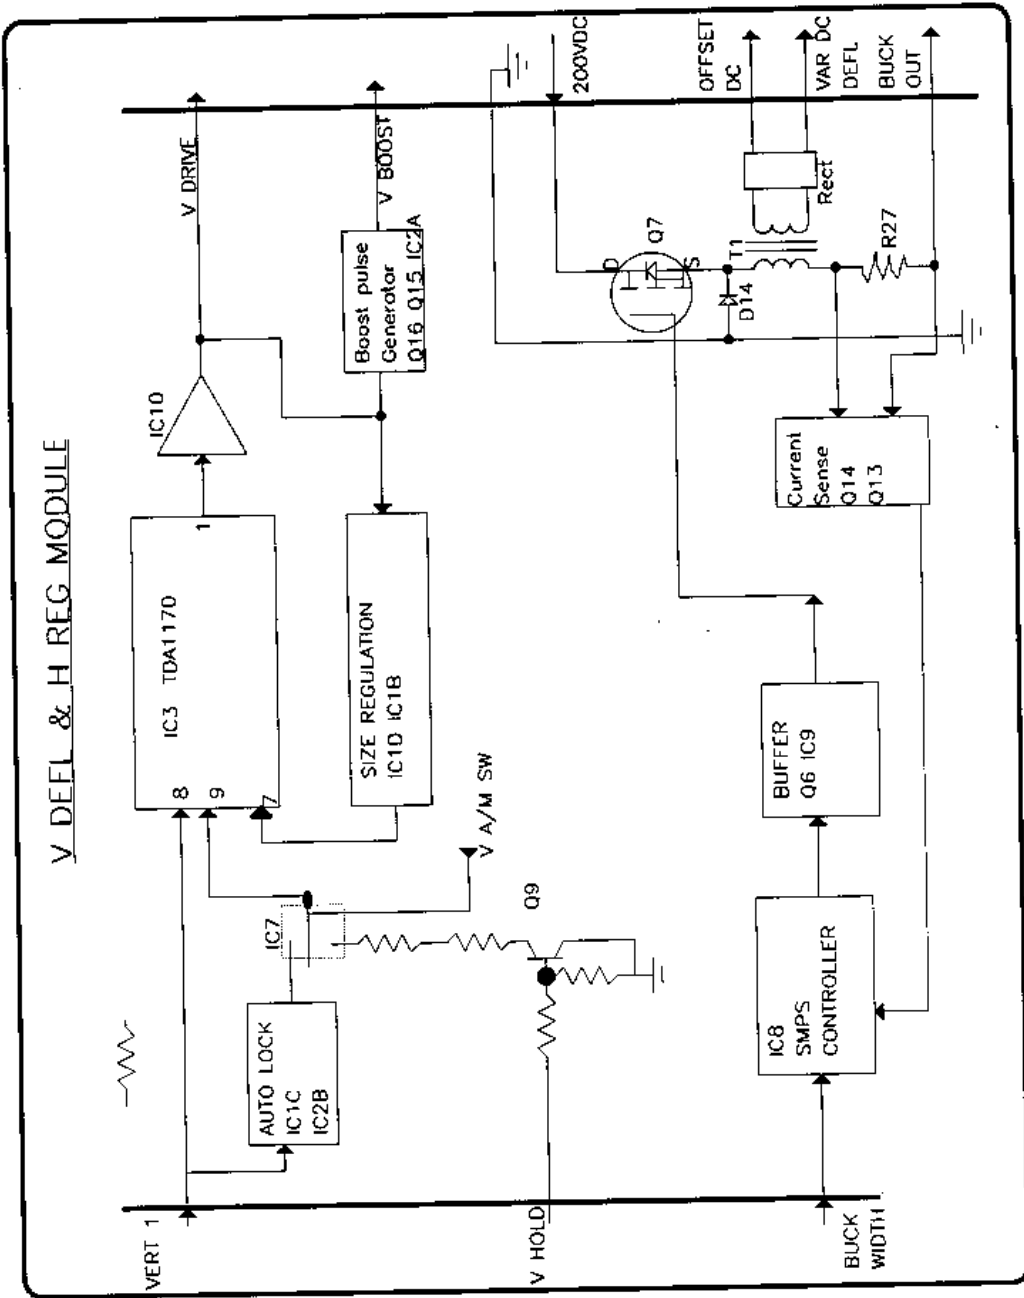 V DEFL & H REG MODULE
VERT 1
AUTO LOCK
IC1C
IC2B
IC7
8
9
7
IC3 TDA1170
1
IC10
V DRIVE
SIZE REGULATION
IC1D IC1B
Boost pulse
Generator
Q16 Q15 IC2A
V BOOST
V A/M SW
V HOLD
Q9
200VDC
D
S
Q7
D14
T1
Rect
R27
OFFSET
DC
VAR DC
DEFL
BUCK
OUT
Current
Sense
Q14
Q13
BUFFER
Q6 IC9
IC8
SMPS
CONTROLLER
BUCK
WIDTH